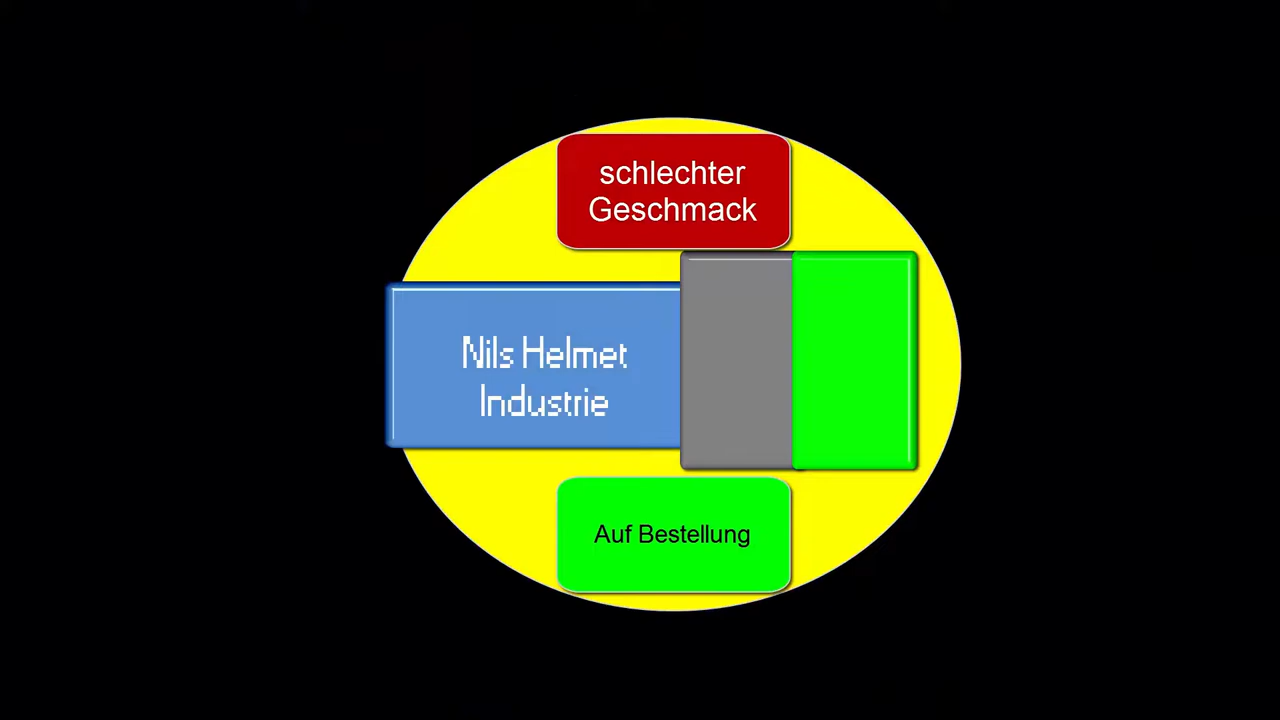 schlechter
Geschmack
Nils Helmet
Industrie
Auf Bestellung